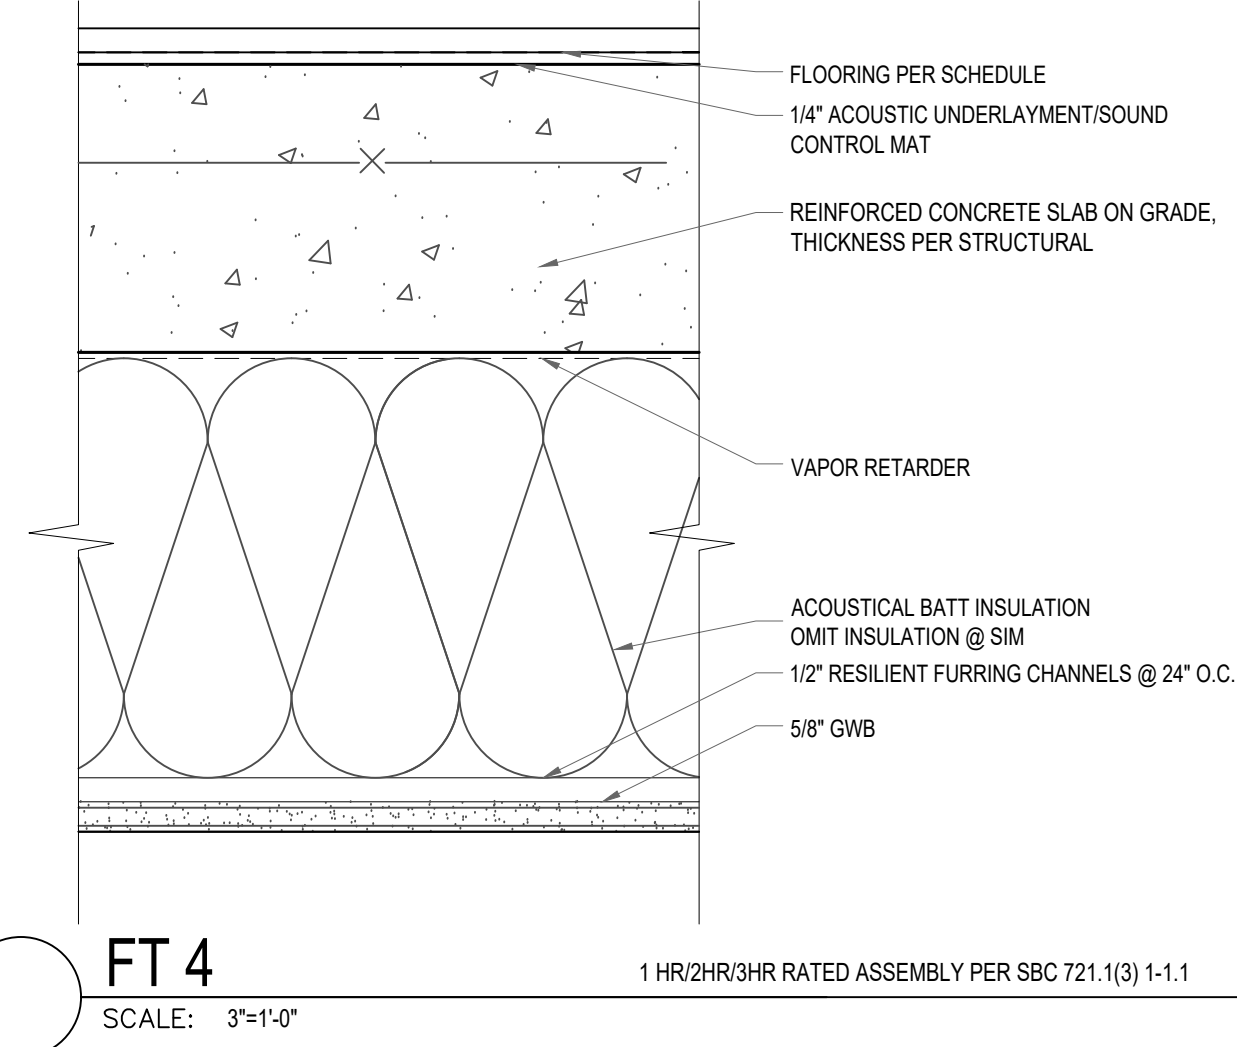 FLOORING PER SCHEDULE
1/4" ACOUSTIC UNDERLAYMENT/SOUND
CONTROL MAT
REINFORCED CONCRETE SLAB ON GRADE,
THICKNESS PER STRUCTURAL
VAPOR RETARDER
ACOUSTICAL BATT INSULATION
OMIT INSULATION @ SIM
1/2" RESILIENT FURRING CHANNELS @ 24" O.C.
5/8" GWB
FT 4
1 HR/2HR/3HR RATED ASSEMBLY PER SBC 721.1(3) 1-1.1
SCALE: 3"=1'-0"